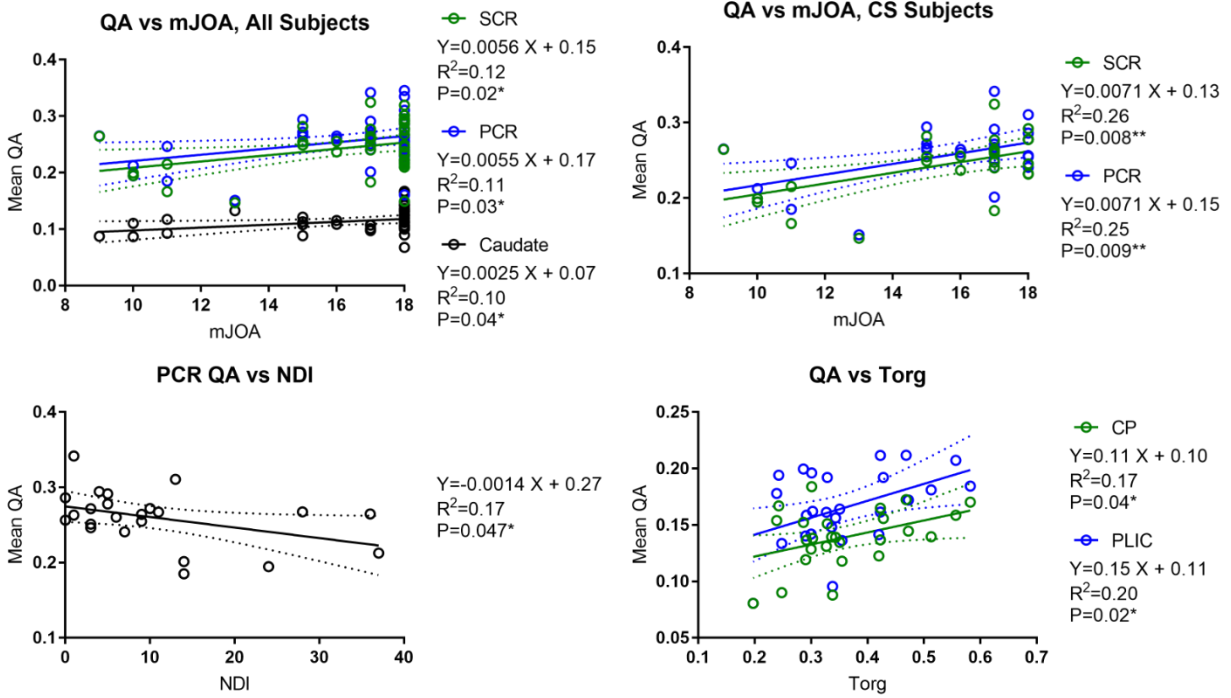 QA vs mJOA, All Subjects
Mean QA
0.4
0.3
0.2
0.1
0.0
8
10
12
14
16
18
mJOA
SCR
Y=0.0056 X + 0.15
R²=0.12
P=0.02*
PCR
Y=0.0055 X + 0.17
R²=0.11
P=0.03*
Caudate
Y=0.0025 X + 0.07
R²=0.10
P=0.04*
QA vs mJOA, CS Subjects
Mean QA
0.4
0.3
0.2
0.1
8
10
12
14
16
18
mJOA
SCR
Y=0.0071 X + 0.13
R²=0.26
P=0.008**
PCR
Y=0.0071 X + 0.15
R²=0.25
P=0.009**
PCR QA vs NDI
Mean QA
0.4
0.3
0.2
0.1
0
10
20
30
40
NDI
Y=-0.0014 X + 0.27
R²=0.17
P=0.047*
QA vs Torg
Mean QA
0.25
0.20
0.15
0.10
0.05
0.1
0.2
0.3
0.4
0.5
0.6
0.7
Torg
CP
Y=0.11 X + 0.10
R²=0.17
P=0.04*
PLIC
Y=0.15 X + 0.11
R²=0.20
P=0.02*